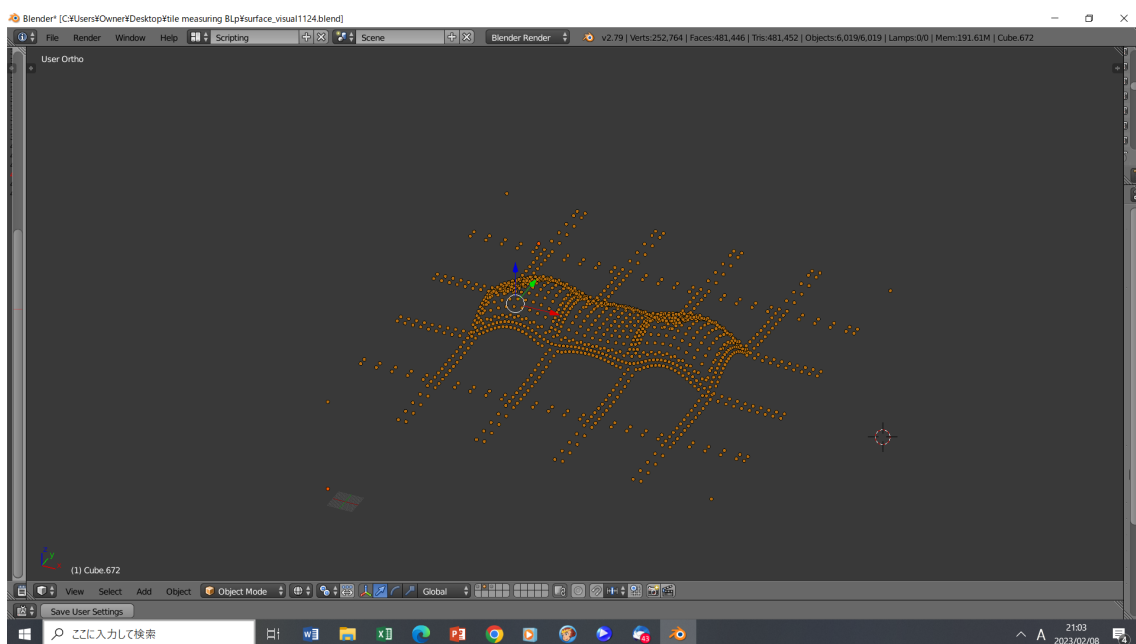 Blender* [C:¥Users¥Owner¥Desktop¥tile measuring BLp¥surface_visual1124.blend]
File Render Window Help Scripting Scene Blender Render v2.79 | Verts:252,764 | Faces:481,446 | Tris:481,452 | Objects:6,019/6,019 | Lamps:0/0 | Mem:191.61M | Cube.672
User Ortho
(1) Cube.672
View Select Add Object Object Mode Global
Save User Settings
ここに入力して検索
43
A
21:03
2023/02/08
4